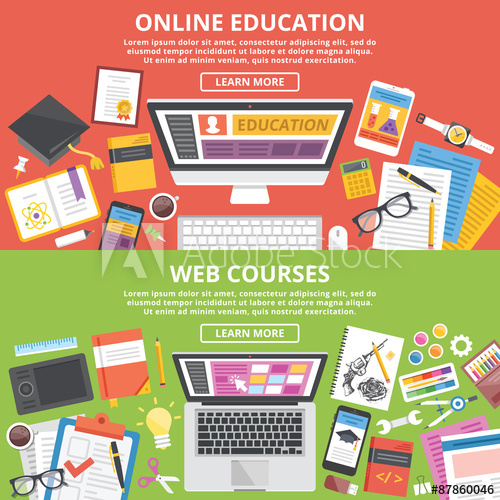 ONLINE EDUCATION
Lorem ipsum dolor sit amet, consectetur adipiscing elit, sed do
eiusmod tempor incididunt ut labore et dolore magna aliqua.
Ut enim ad minim veniam, quis nostrud exercitation.
LEARN MORE
EDUCATION
Adobe Stock
WEB COURSES
Lorem ipsum dolor sit amet, consectetur adipiscing elit, sed do
eiusmod tempor incididunt ut labore et dolore magna aliqua.
Ut enim ad minim veniam, quis nostrud exercitation.
LEARN MORE
#87860046